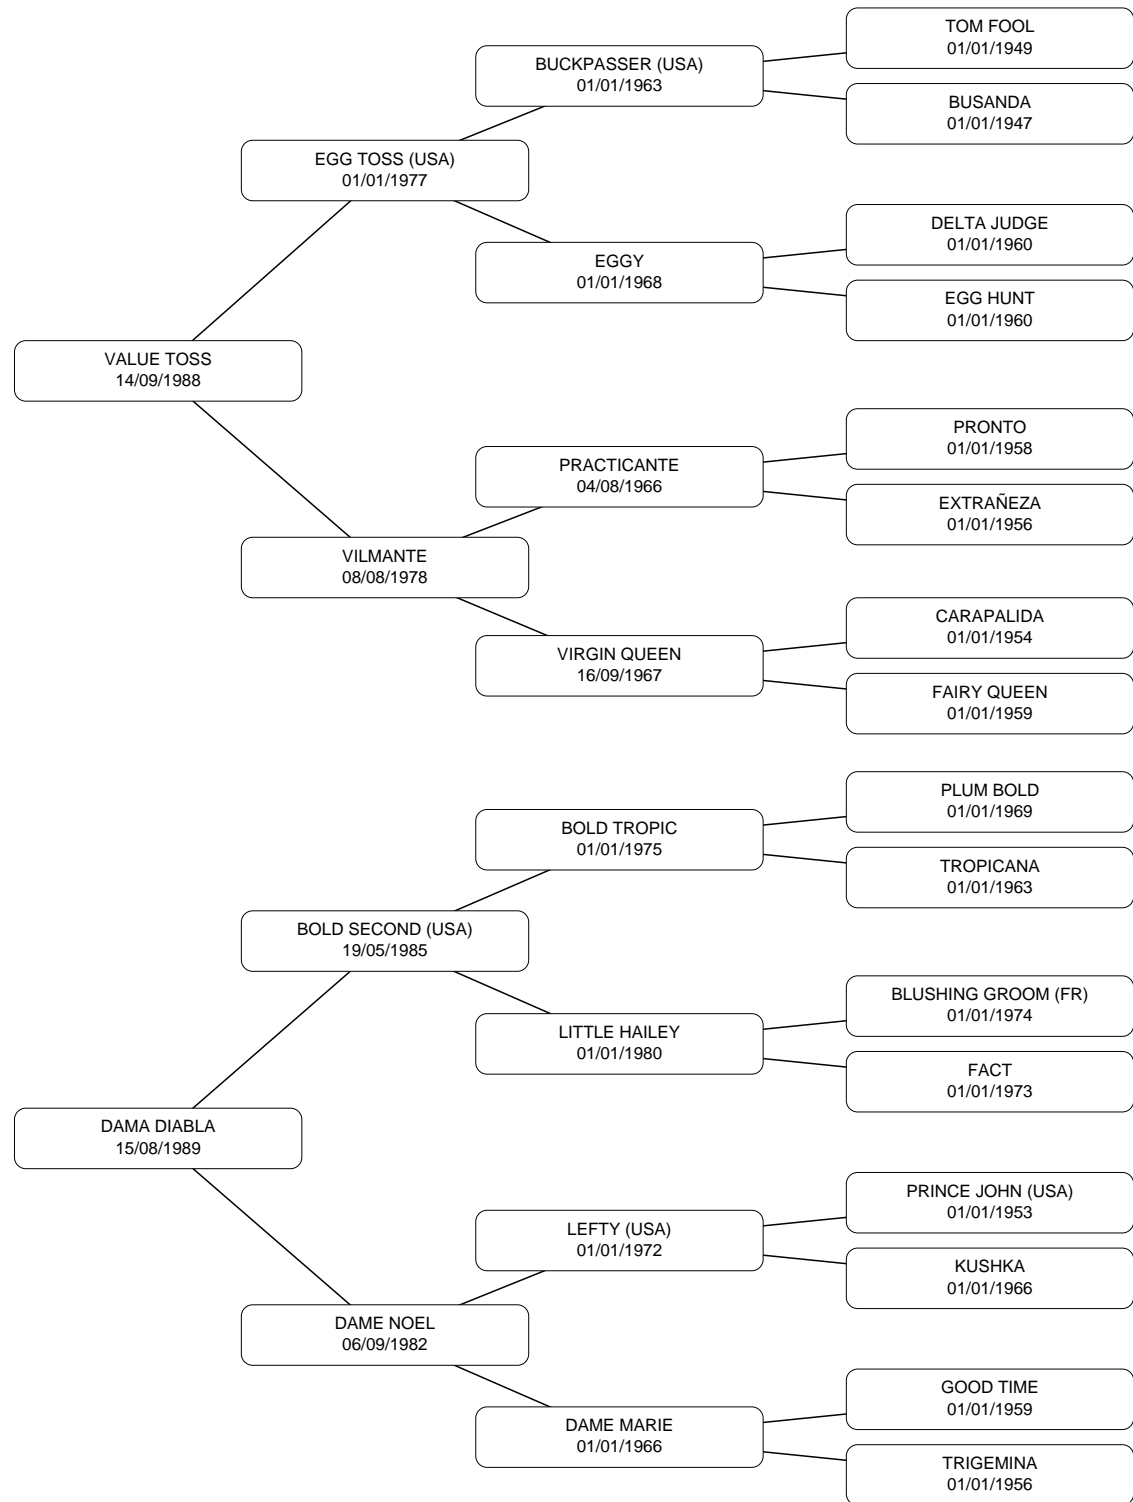 TOM FOOL
01/01/1949
BUCKPASSER (USA)
01/01/1963
BUSANDA
01/01/1947
EGG TOSS (USA)
01/01/1977
DELTA JUDGE
01/01/1960
EGGY
01/01/1968
EGG HUNT
01/01/1960
VALUE TOSS
14/09/1988
PRONTO
01/01/1958
PRACTICANTE
04/08/1966
EXTRAÑEZA
01/01/1956
VILMANTE
08/08/1978
CARAPALIDA
01/01/1954
VIRGIN QUEEN
16/09/1967
FAIRY QUEEN
01/01/1959
PLUM BOLD
01/01/1969
BOLD TROPIC
01/01/1975
TROPICANA
01/01/1963
BOLD SECOND (USA)
19/05/1985
BLUSHING GROOM (FR)
01/01/1974
LITTLE HAILEY
01/01/1980
FACT
01/01/1973
DAMA DIABLA
15/08/1989
PRINCE JOHN (USA)
01/01/1953
LEFTY (USA)
01/01/1972
KUSHKA
01/01/1966
DAME NOEL
06/09/1982
GOOD TIME
01/01/1959
DAME MARIE
01/01/1966
TRIGEMINA
01/01/1956